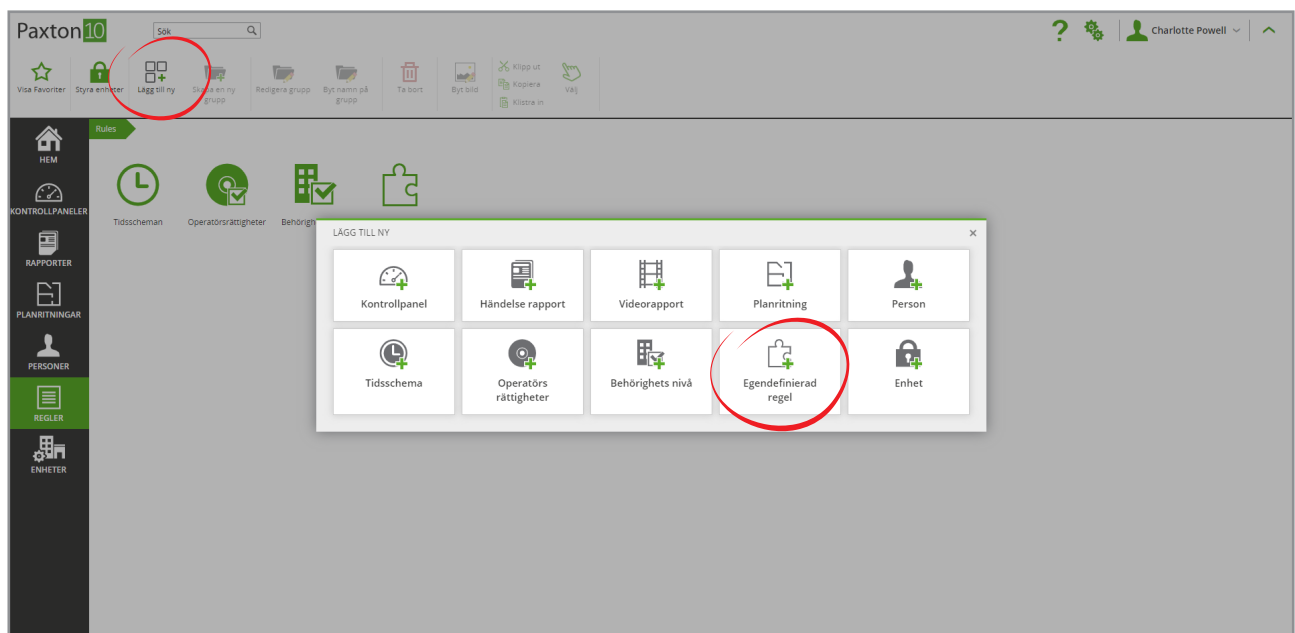 Paxton10
Sök
Charlotte Powell
Visa Favoriter
Styra enheter
Lägg till ny
Skapa en ny
grupp
Redigera grupp
Byt namn på
grupp
Ta bort
Byt bild
Klipp ut
Kopiera
Klistra in
Välj
Rules
HEM
KONTROLLPANELER
RAPPORTER
PLANRITNINGAR
PERSONER
REGLER
ENHETER
Tidsscheman
Operatörsrättigheter
LÄGG TILL NY
Kontrollpanel
Händelse rapport
Videorapport
Planritning
Person
Tidsschema
Operatörs
rättigheter
Behörighets nivå
Egendefinierad
regel
Enhet